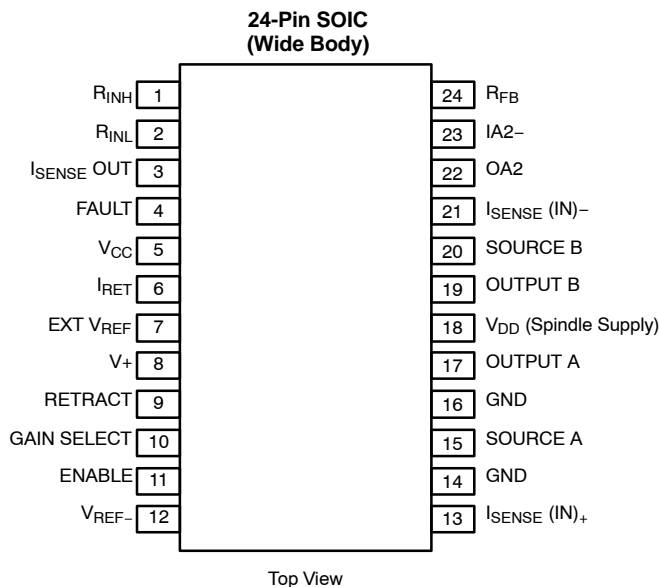 24-Pin SOIC
(Wide Body)
R_INH 1
R_INL 2
I_SENSE OUT 3
FAULT 4
V_CC 5
I_RET 6
EXT V_REF 7
V+ 8
RETRACT 9
GAIN SELECT 10
ENABLE 11
V_REF− 12
24 R_FB
23 IA2−
22 OA2
21 I_SENSE (IN)−
20 SOURCE B
19 OUTPUT B
18 V_DD (Spindle Supply)
17 OUTPUT A
16 GND
15 SOURCE A
14 GND
13 I_SENSE (IN)+
Top View